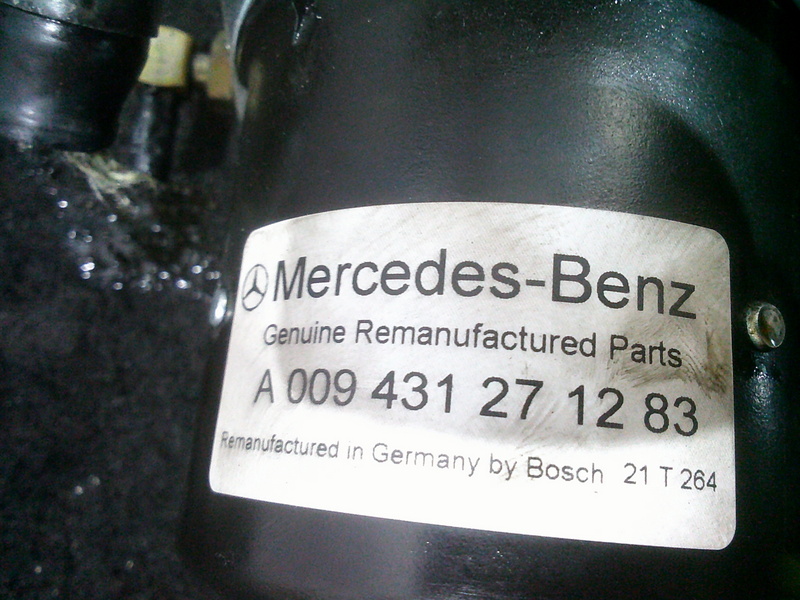 Mercedes-Benz
Genuine Remanufactured Parts
A 009 431 27 12 83
Remanufactured in Germany by Bosch 21 T 264